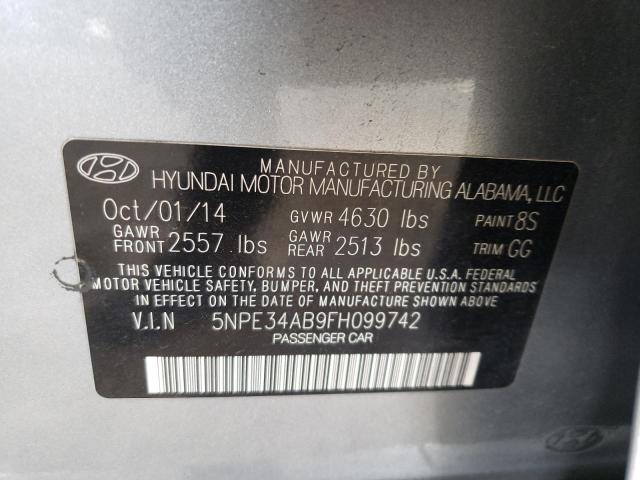 MANUFACTURED BY
HYUNDAI MOTOR MANUFACTURING ALABAMA, LLC
Oct/01/14 GVWR 4630 lbs PAINT 8S
GAWR FRONT 2557 lbs GAWR REAR 2513 lbs TRIM GG
THIS VEHICLE CONFORMS TO ALL APPLICABLE U.S.A. FEDERAL
MOTOR VEHICLE SAFETY, BUMPER, AND THEFT PREVENTION STANDARDS
IN EFFECT ON THE DATE OF MANUFACTURE SHOWN ABOVE
V.I.N 5NPE34AB9FH099742
PASSENGER CAR